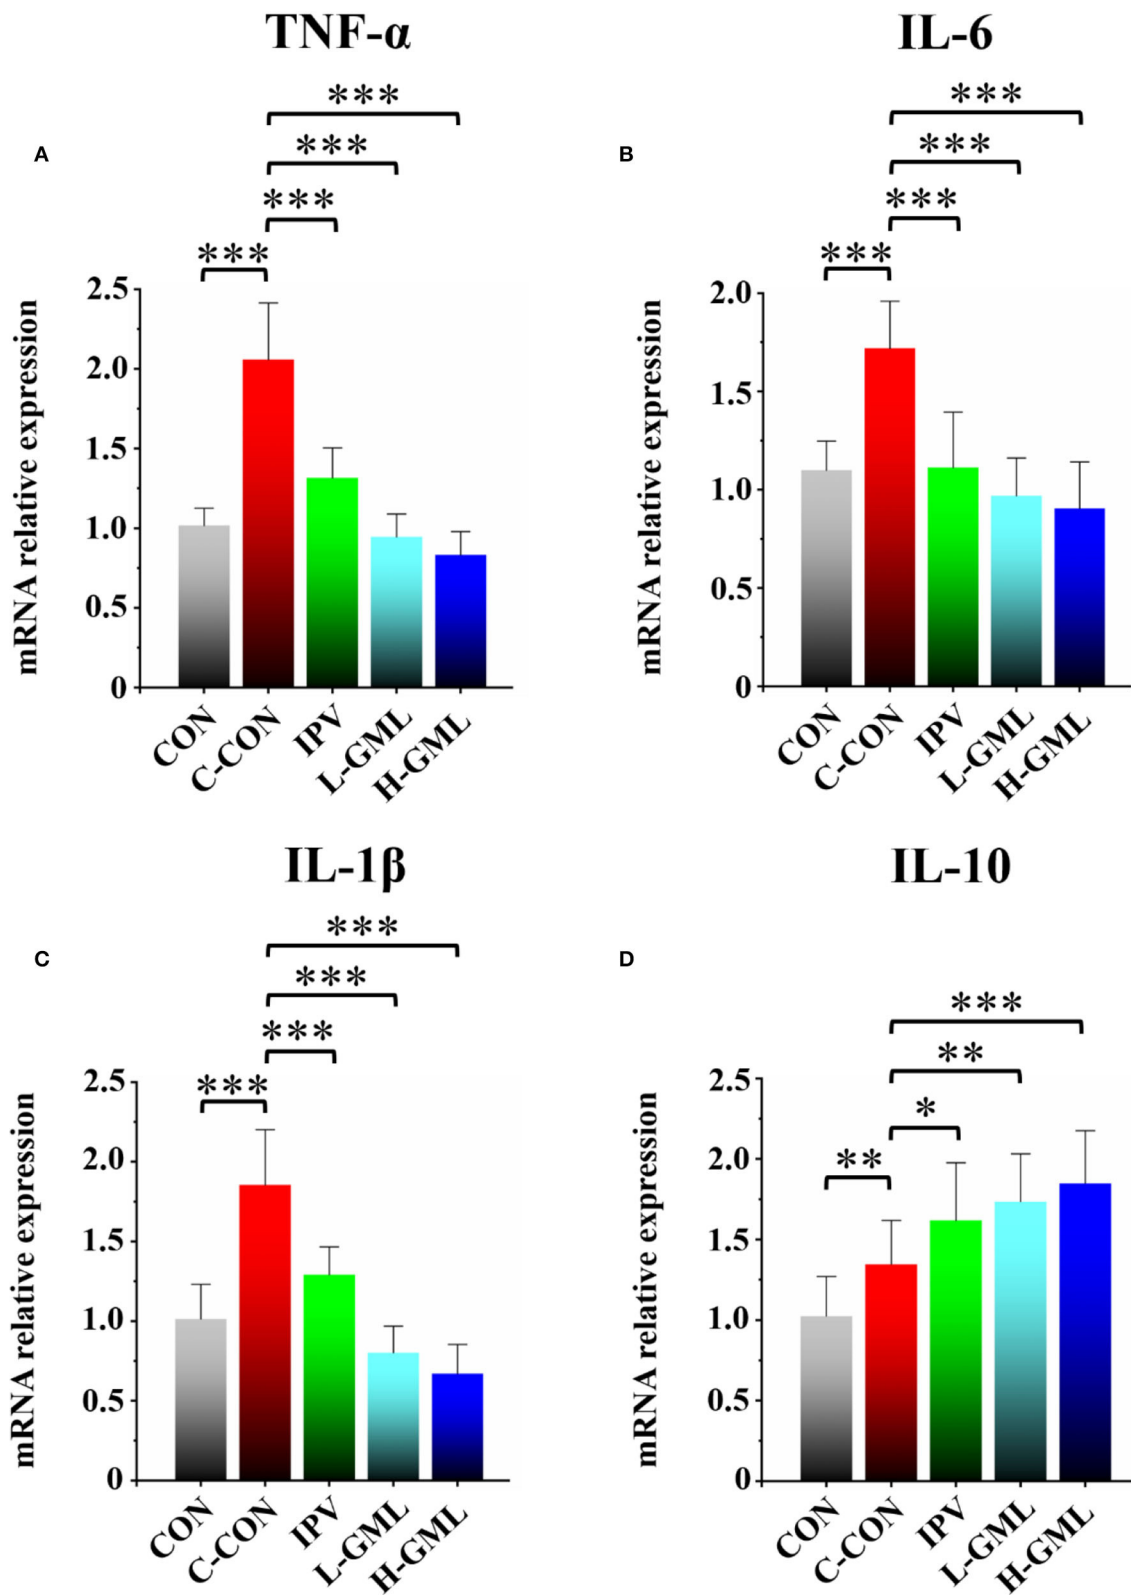 TNF-α
A
***
***
***
***
mRNA relative expression
2.5
2.0
1.5
1.0
0.5
0
CON
C-CON
IPV
L-GML
H-GML
IL-6
B
***
***
***
***
mRNA relative expression
2.0
1.5
1.0
0.5
0
CON
C-CON
IPV
L-GML
H-GML
IL-1β
C
***
***
***
***
mRNA relative expression
2.5
2.0
1.5
1.0
0.5
0
CON
C-CON
IPV
L-GML
H-GML
IL-10
D
***
**
*
**
mRNA relative expression
2.5
2.0
1.5
1.0
0.5
0
CON
C-CON
IPV
L-GML
H-GML